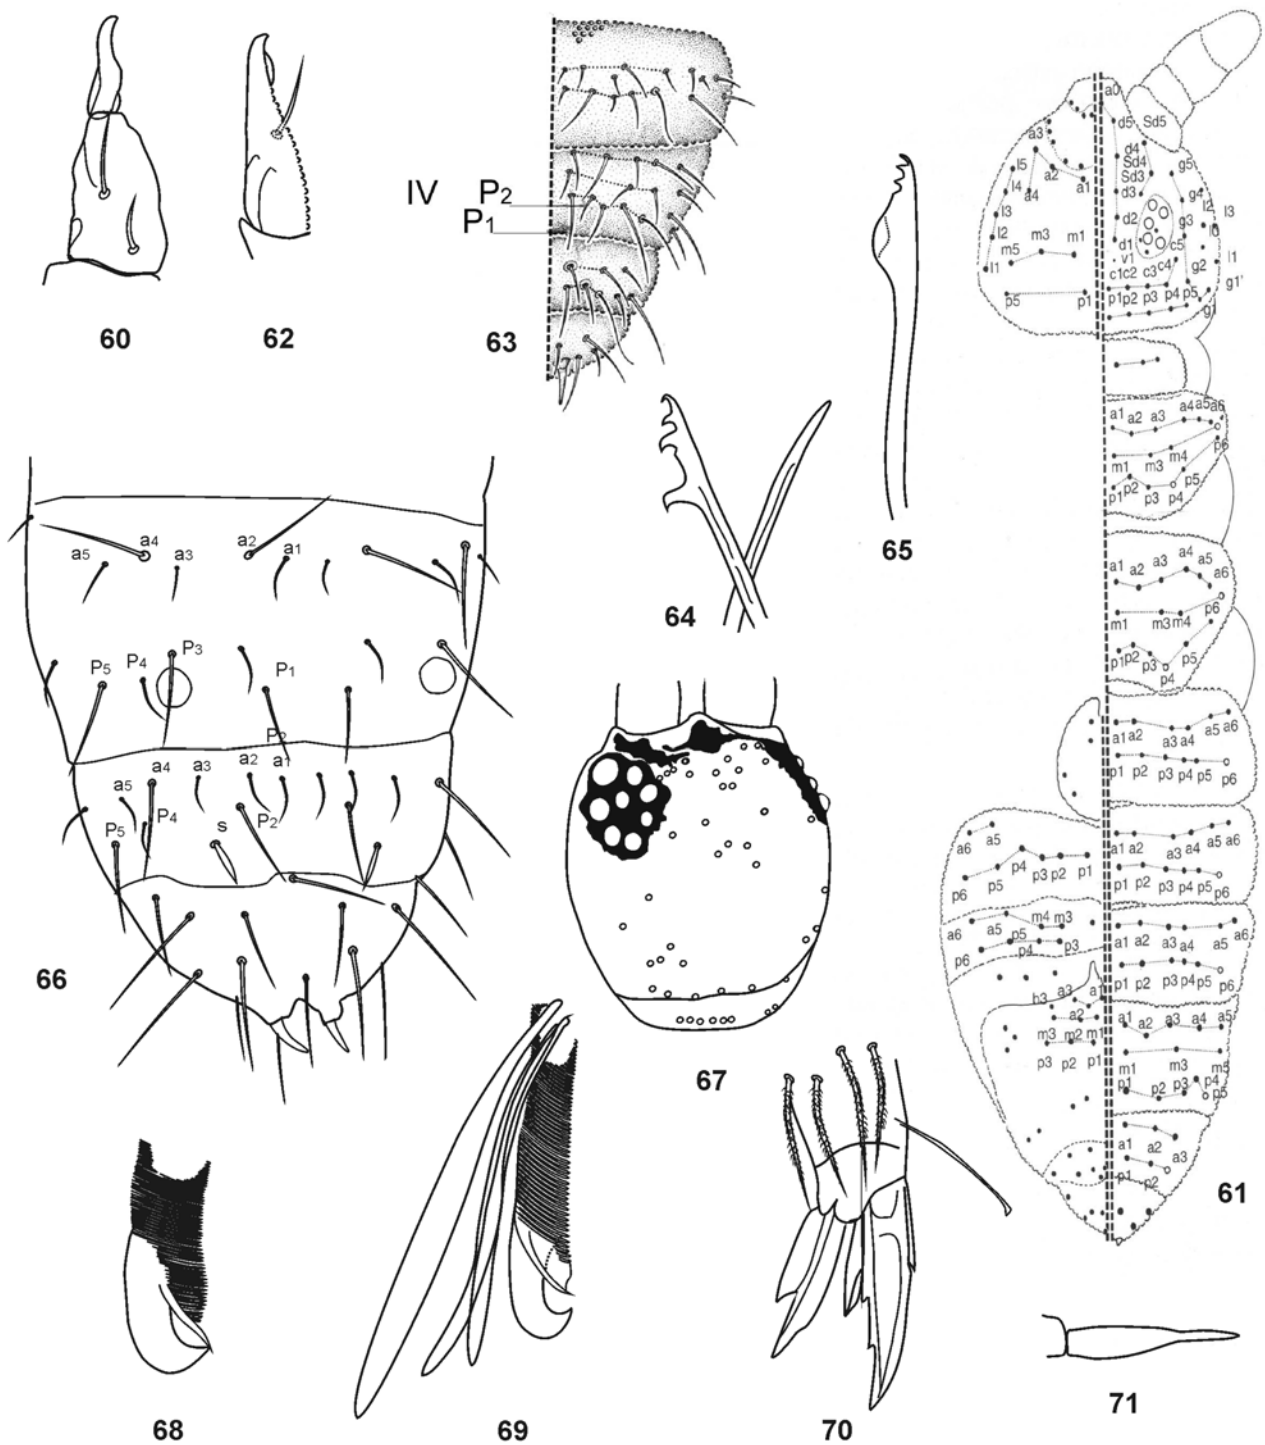 60
62
IV P2
P1
63
64
65
a5 a4 a3 a2 a1
P5 P4 P3 P1
P2
a5 a4 a3 a2 a1
P5 P4 s P2
66
67
68
69
70
71
a0
a3 d5 Sd5
l5 a2 d4 g5
l4 a4 a1 Sd4
Sd3
d3 g4
l3 d2 g3 l2 l3
l2 m5 m3 m1 d1 c5 l0
l1 v1 c4 g2 l1
c1 c2 c3 g1'
p5 p1 p1 p2 p3 p4 p5 g1
a1 a2 a3 a4 a5 a6
m1 m3 m4 p6
p1 p2 p3 p4 p5
a1 a2 a3 a4 a5 a6
m1 m3 m4 p6
p1 p2 p3 p4 p5
a1 a2 a3 a4 a5 a6
p1 p2 p3 p4 p5 p6
a6 a5 a1 a2 a3 a4 a5 a6
p6 p5 p4 p3 p2 p1 p1 p2 p3 p4 p5 p6
a6 a5 m4 m3 a1 a2 a3 a4 a5 a6
p6 p5 p4 p3 p1 p2 p3 p4 p5 p6
a3 a1 a1 a2 a3 a4 a5
a2
m3 m2 m1 m1 m3 m5
p3 p2 p1 p1 p2 p3 p4 p5
a1 a2 a3
p1 p2
61